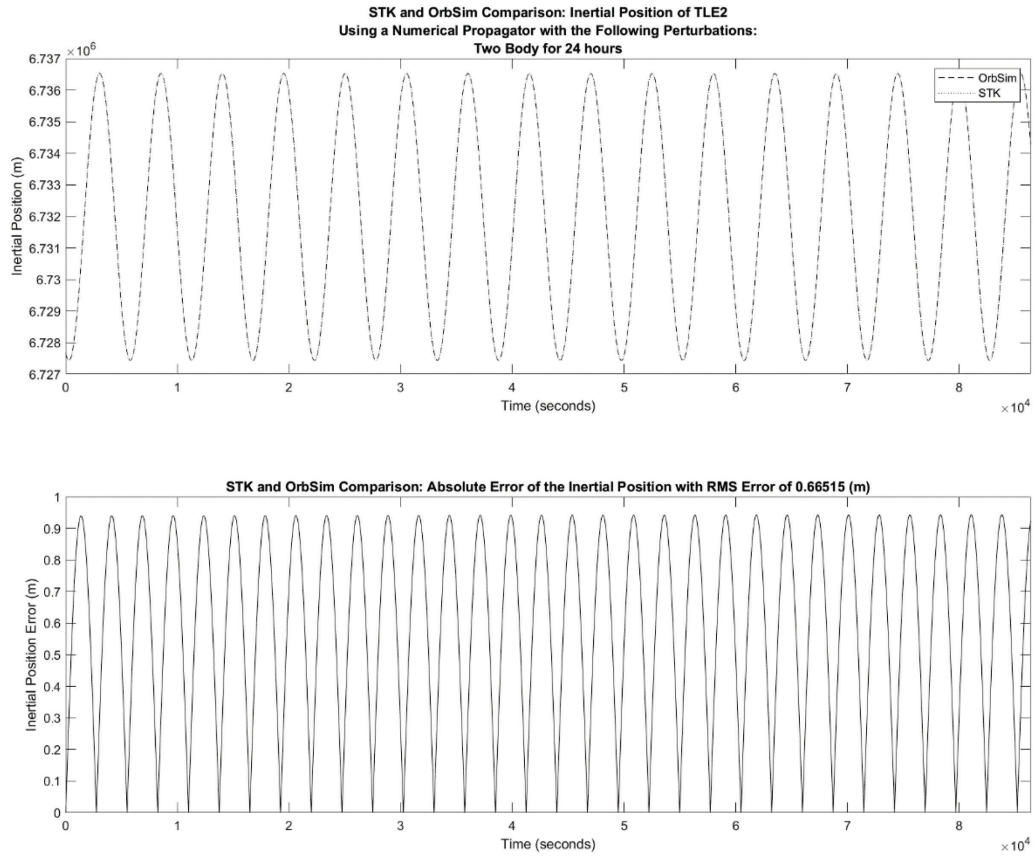 STK and OrbSim Comparison: Inertial Position of TLE2
Using a Numerical Propagator with the Following Perturbations:
Two Body for 24 hours
×10^6
6.737
6.736
6.735
6.734
6.733
6.732
6.731
6.73
6.729
6.728
6.727
Inertial Position (m)
OrbSim
STK
0 1 2 3 4 5 6 7 8
Time (seconds)
×10^4
STK and OrbSim Comparison: Absolute Error of the Inertial Position with RMS Error of 0.66515 (m)
1
0.9
0.8
0.7
0.6
0.5
0.4
0.3
0.2
0.1
0
Inertial Position Error (m)
0 1 2 3 4 5 6 7 8
Time (seconds)
×10^4